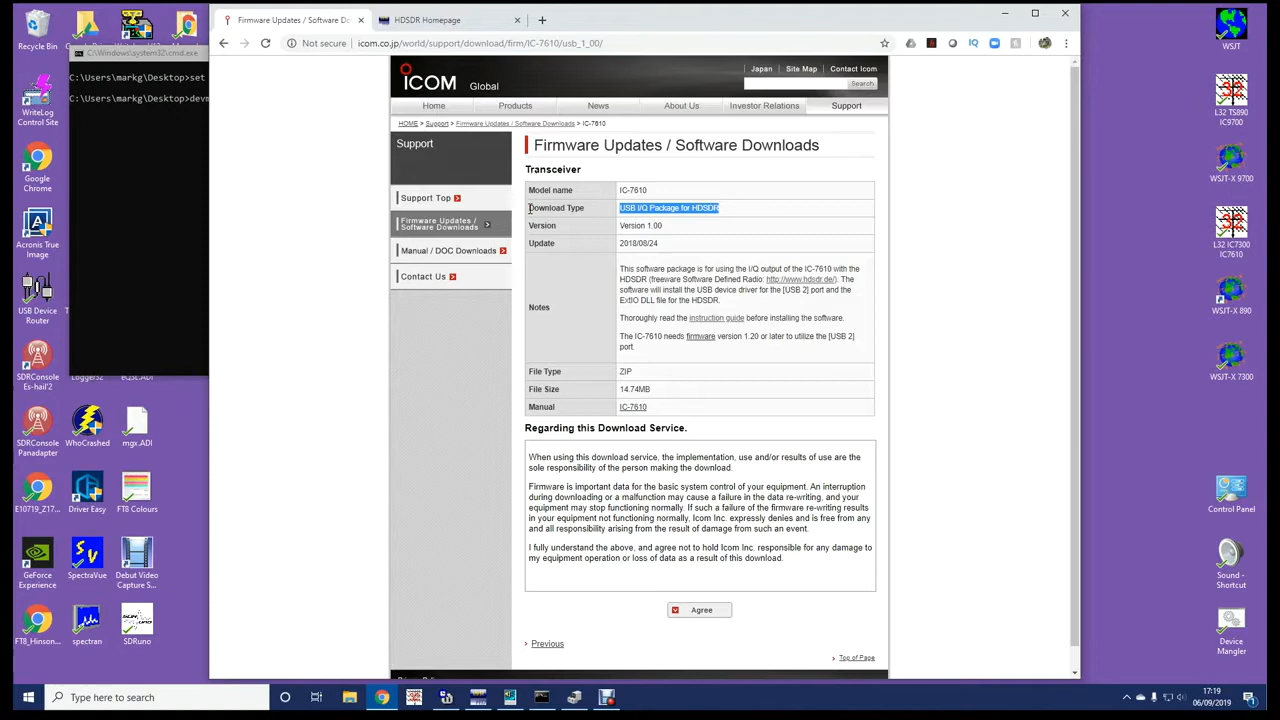 Firmware Updates / Software Do...
HDSDR Homepage
Not secure
icom.co.jp/world/support/download/firm/IC-7610/usb_1_00/
Recycle Bin
C:\Windows\system32\cmd.exe
C:\Users\markg\Desktop>set
C:\Users\markg\Desktop>devm
WriteLog Control Site
Google Chrome
Acronis True Image
USB Device Router
SDRConsole Es-hail'2
Logger32
eQSL.ADI
SDRConsole Panadapter
WhoCrashed
mgx.ADI
E10719_Z17...
Driver Easy
FT8 Colours
GeForce Experience
SpectraVue
Debut Video Capture S...
FT8_Hinson...
spectran
SDRuno
ICOM
Global
Japan
Site Map
Contact Icom
Search
Home
Products
News
About Us
Investor Relations
Support
HOME > Support > Firmware Updates / Software Downloads > IC-7610
Support
Support Top
Firmware Updates /
Software Downloads
Manual / DOC Downloads
Contact Us
Firmware Updates / Software Downloads
Transceiver
Model name IC-7610
Download Type USB I/Q Package for HDSDR
Version Version 1.00
Update 2018/08/24
Notes
This software package is for using the I/Q output of the IC-7610 with the
HDSDR (freeware Software Defined Radio: http://www.hdsdr.de/). The
software will install the USB device driver for the [USB 2] port and the
ExtIO DLL file for the HDSDR.
Thoroughly read the instruction guide before installing the software.
The IC-7610 needs firmware version 1.20 or later to utilize the [USB 2]
port.
File Type ZIP
File Size 14.74MB
Manual IC-7610
Regarding this Download Service.
When using this download service, the implementation, use and/or results of use are the
sole responsibility of the person making the download.
Firmware is important data for the basic system control of your equipment. An interruption
during downloading or a malfunction may cause a failure in the data re-writing, and your
equipment may stop functioning normally. If such a failure of the firmware re-writing results
in your equipment not functioning normally, Icom Inc. expressly denies and is free from any
and all responsibility arising from the result of damage from such an event.
I fully understand the above, and agree not to hold Icom Inc. responsible for any damage to
my equipment operation or loss of data as a result of this download.
Agree
Previous
Top of Page
WSJT
L32 TS890
IC9700
WSJT-X 9700
L32 IC7300
IC7610
WSJT-X 890
WSJT-X 7300
Control Panel
Sound -
Shortcut
Device
Mangler
Type here to search
17:19
06/09/2019